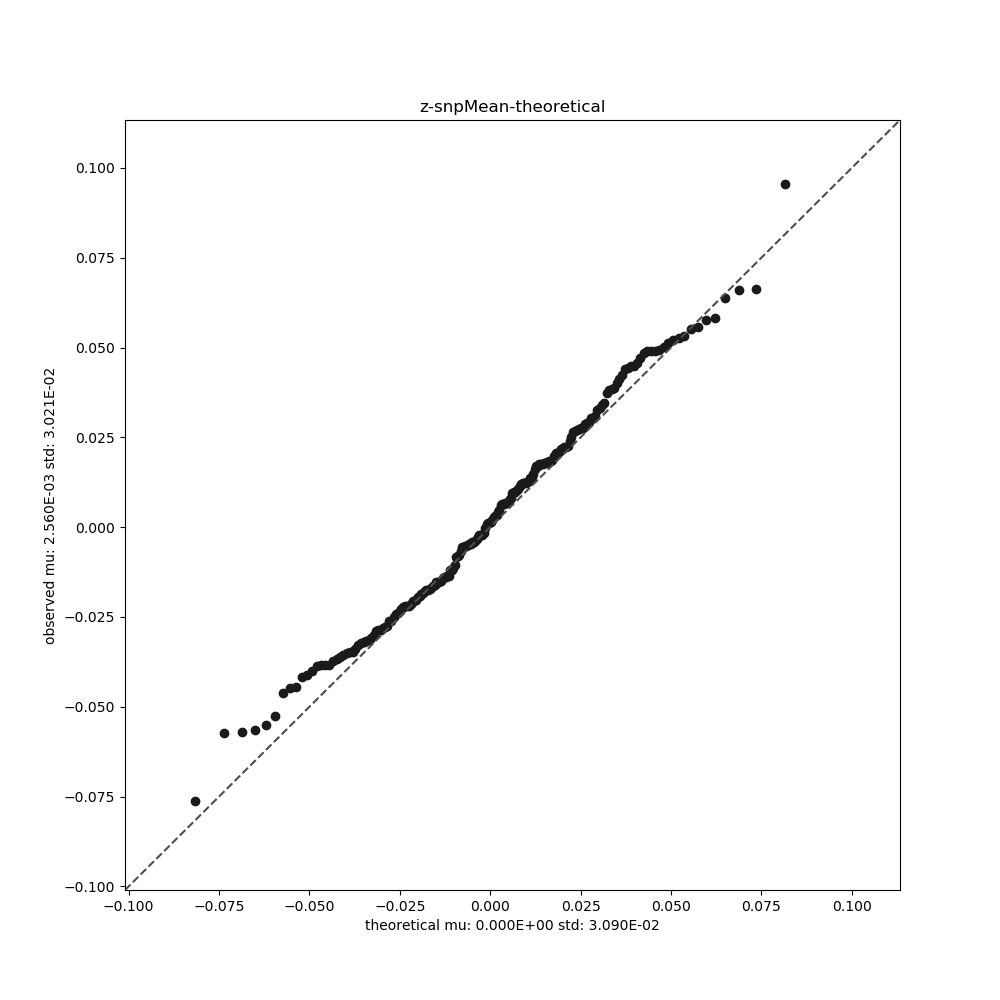 z-snpMean-theoretical
0.100
0.075
0.050
0.025
0.000
−0.025
−0.050
−0.075
−0.100
observed mu: 2.560E-03 std: 3.021E-02
−0.100 −0.075 −0.050 −0.025 0.000 0.025 0.050 0.075 0.100
theoretical mu: 0.000E+00 std: 3.090E-02